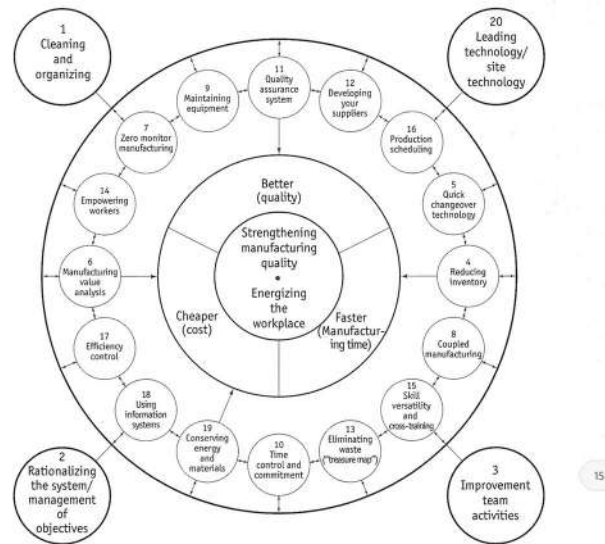 1
Cleaning
and
organizing
20
Leading
technology/
site
technology
11
Quality
assurance
system
9
Maintaining
equipment
12
Developing
your
suppliers
7
Zero monitor
manufacturing
16
Production
scheduling
14
Empowering
workers
5
Quick
changeover
technology
6
Manufacturing
value
analysis
4
Reducing
inventory
17
Efficiency
control
8
Coupled
manufacturing
18
Using
information
systems
15
Skill
versatility
and
cross-training
19
Conserving
energy
and
materials
10
Time
control and
commitment
13
Eliminating
waste
("treasure map")
Better
(quality)
Strengthening
manufacturing
quality
•
Energizing
the
workplace
Cheaper
(cost)
Faster
(Manufactur-
ing time)
2
Rationalizing
the system/
management
of
objectives
3
Improvement
team
activities
15